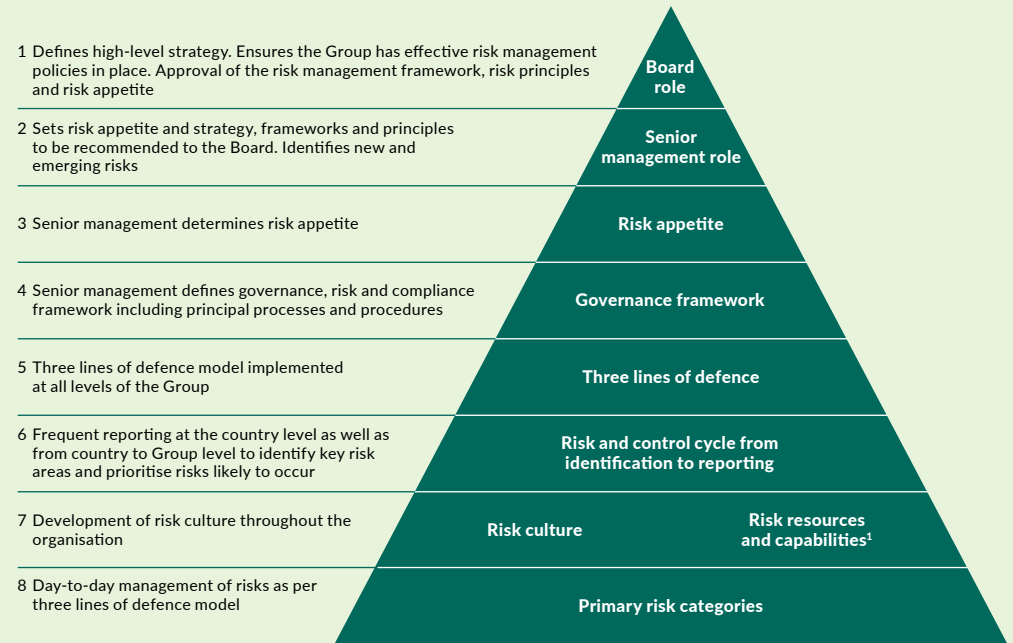 1 Defines high-level strategy. Ensures the Group has effective risk management
policies in place. Approval of the risk management framework, risk principles
and risk appetite
Board
role
2 Sets risk appetite and strategy, frameworks and principles
to be recommended to the Board. Identifies new and
emerging risks
Senior
management role
3 Senior management determines risk appetite
Risk appetite
4 Senior management defines governance, risk and compliance
framework including principal processes and procedures
Governance framework
5 Three lines of defence model implemented
at all levels of the Group
Three lines of defence
6 Frequent reporting at the country level as well as
from country to Group level to identify key risk
areas and prioritise risks likely to occur
Risk and control cycle from
identification to reporting
7 Development of risk culture throughout the
organisation
Risk culture
Risk resources
and capabilities¹
8 Day-to-day management of risks as per
three lines of defence model
Primary risk categories